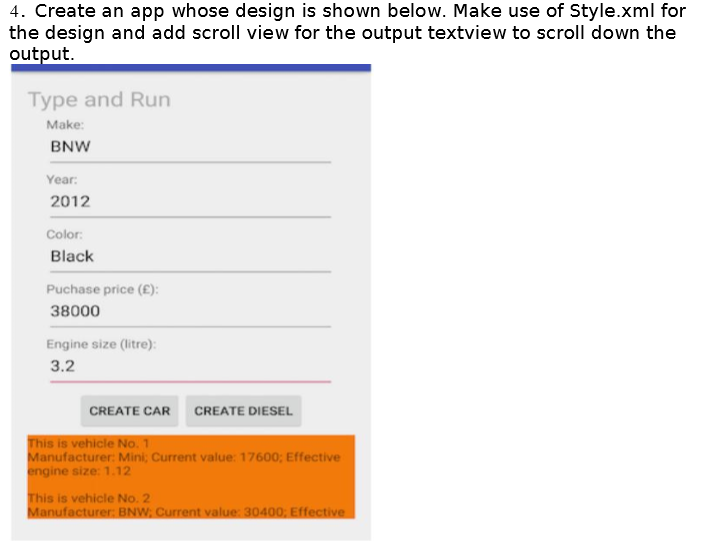 4. Create an app whose design is shown below. Make use of Style.xml for
the design and add scroll view for the output textview to scroll down the
output.
Type and Run
Make:
BNW
Year:
2012
Color:
Black
Puchase price (£):
38000
Engine size (litre):
3.2
CREATE CAR CREATE DIESEL
This is vehicle No. 1
Manufacturer: Mini; Current value: 17600; Effective
engine size: 1.12
This is vehicle No. 2
Manufacturer: BNW; Current value: 30400; Effective